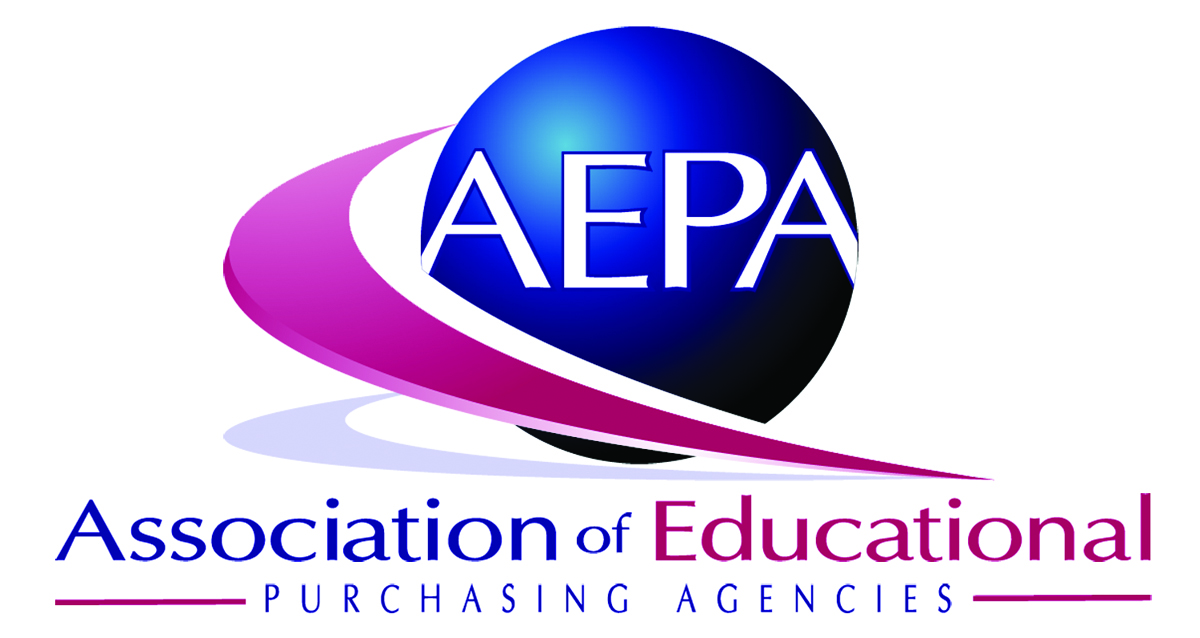 AEPA
Association of Educational
PURCHASING AGENCIES